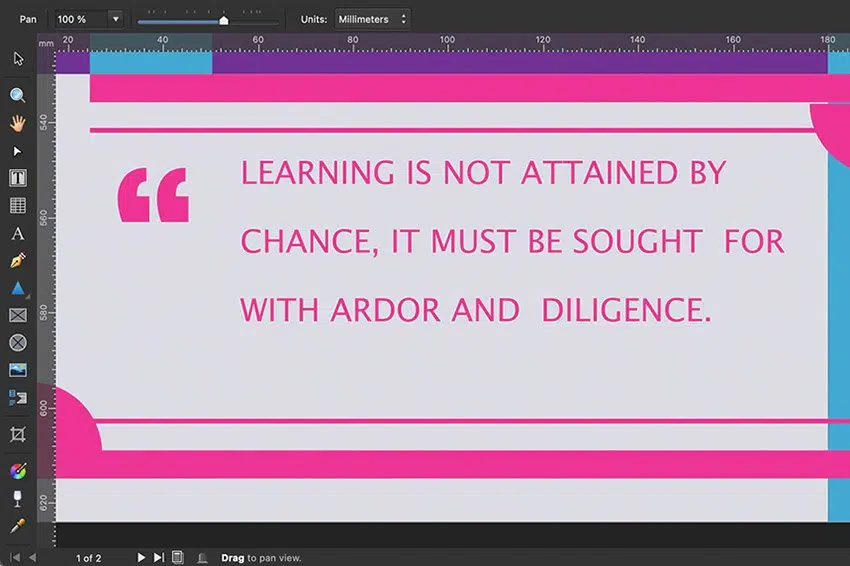 Pan 100 % Units: Millimeters
mm 20 40 60 80 100 120 140 160 180
540
560
580
600
620
❝
LEARNING IS NOT ATTAINED BY
CHANCE, IT MUST BE SOUGHT  FOR
WITH ARDOR AND  DILIGENCE.
T
A
1 of 2 Drag to pan view.